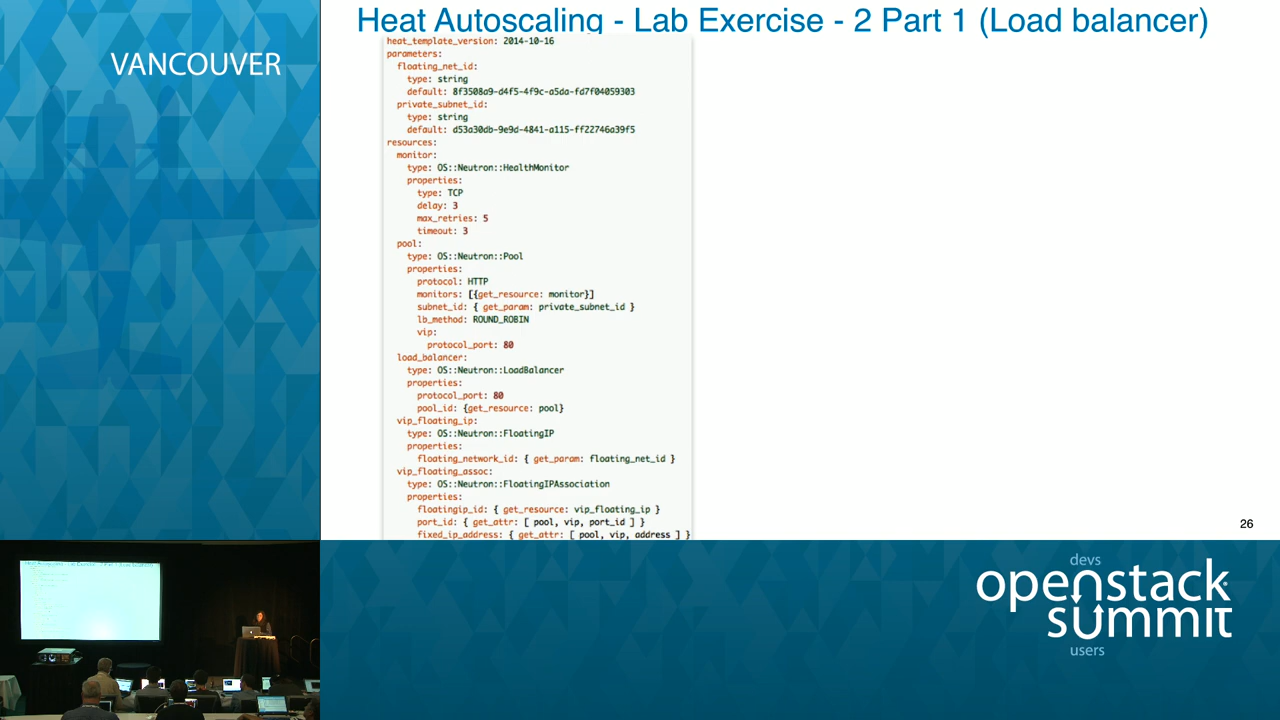 Heat Autoscaling - Lab Exercise - 2 Part 1 (Load balancer)
VANCOUVER
heat_template_version: 2014-10-16
parameters:
floating_net_id:
type: string
default: 8f3508a9-d4f5-4f9c-a5da-fd7f04059303
private_subnet_id:
type: string
default: d53a30db-9e9d-4841-a115-ff22746a39f5
resources:
monitor:
type: OS::Neutron::HealthMonitor
properties:
type: TCP
delay: 3
max_retries: 5
timeout: 3
pool:
type: OS::Neutron::Pool
properties:
protocol: HTTP
monitors: [{get_resource: monitor}]
subnet_id: { get_param: private_subnet_id }
lb_method: ROUND_ROBIN
vip:
protocol_port: 80
load_balancer:
type: OS::Neutron::LoadBalancer
properties:
protocol_port: 80
pool_id: {get_resource: pool}
vip_floating_ip:
type: OS::Neutron::FloatingIP
properties:
floating_network_id: { get_param: floating_net_id }
vip_floating_assoc:
type: OS::Neutron::FloatingIPAssociation
properties:
floatingip_id: { get_resource: vip_floating_ip }
port_id: { get_attr: [ pool, vip, port_id ] }
fixed_ip_address: { get_attr: [ pool, vip, address ] }
26
devs
openstack
summit
users